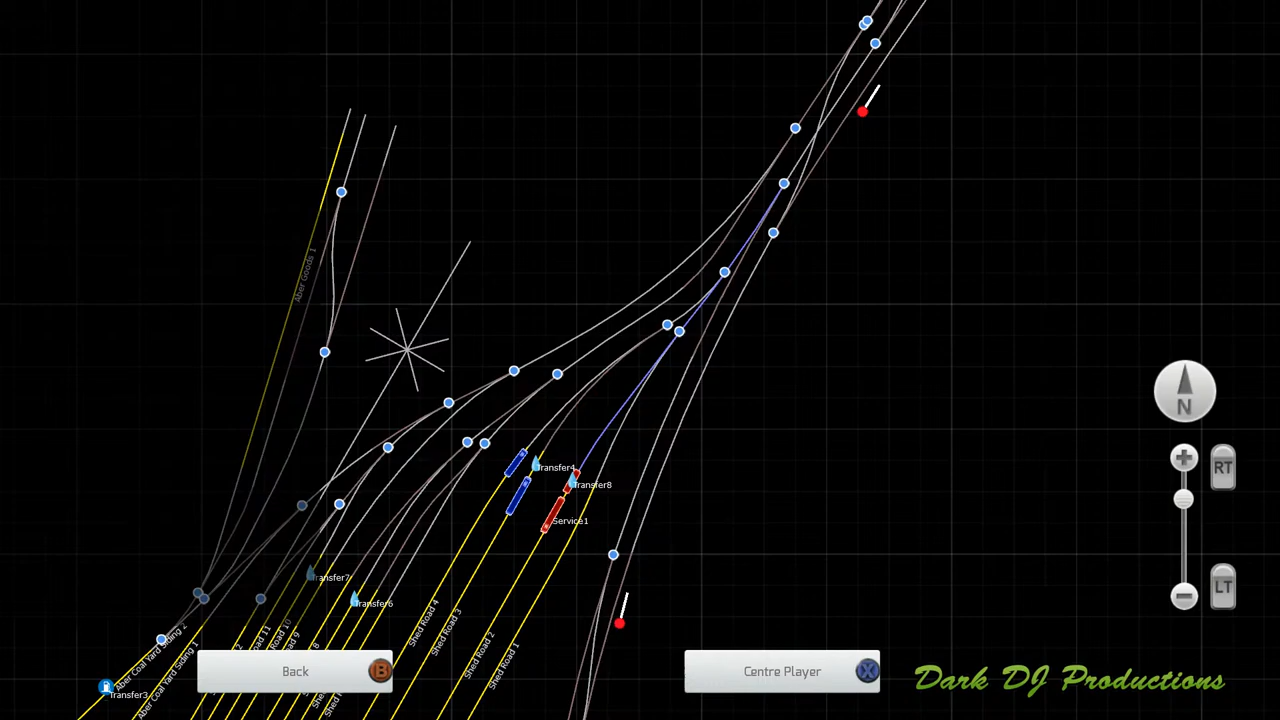 Aber Goods 1
N
RT
LT
Transfer4
Transfer8
Service1
Transfer7
Transfer6
Shed Road 4
Shed Road 3
Shed Road 2
Shed Road 1
Aber Coal Yard Siding 2
Aber Coal Yard Siding 1
Transfer3
Back
B
Centre Player
X
Dark DJ Productions